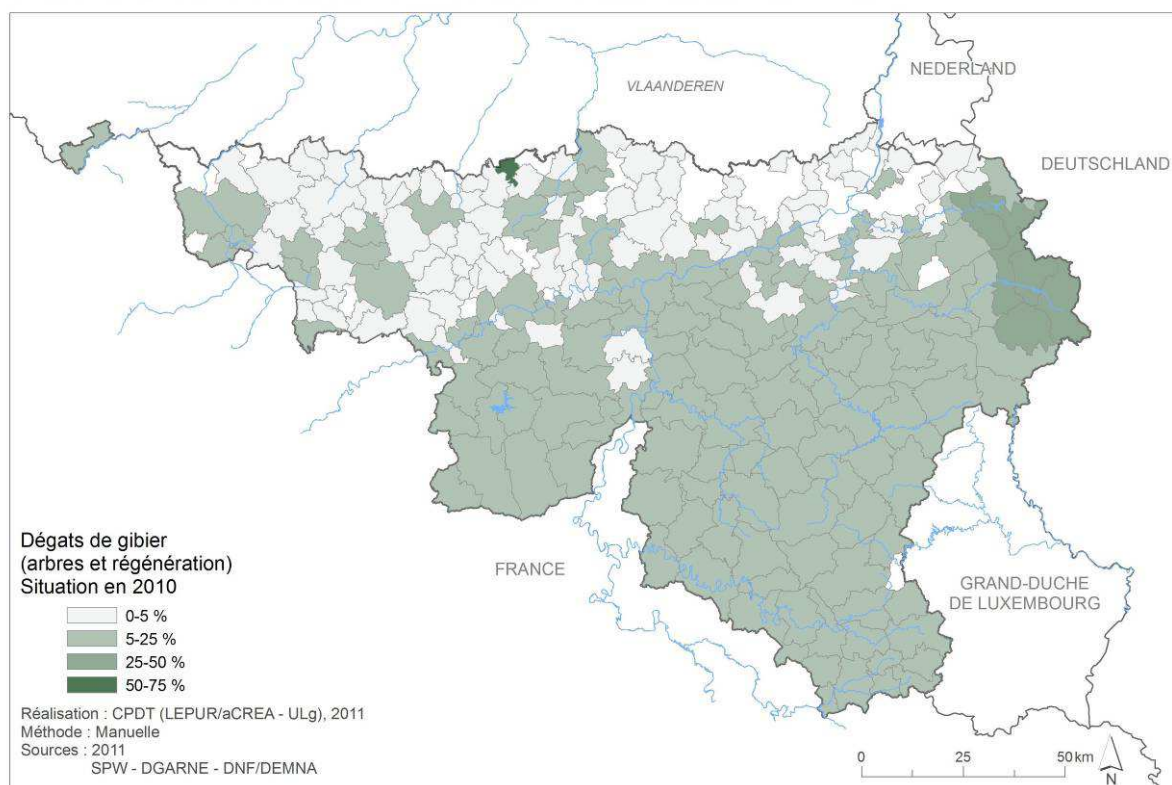 NEDERLAND
VLAANDEREN
DEUTSCHLAND
FRANCE
GRAND-DUCHE
DE LUXEMBOURG
Dégats de gibier
(arbres et régénération)
Situation en 2010
0-5 %
5-25 %
25-50 %
50-75 %
Réalisation : CPDT (LEPUR/aCREA - ULg), 2011
Méthode : Manuelle
Sources : 2011
SPW - DGARNE - DNF/DEMNA
0 25 50 km
N